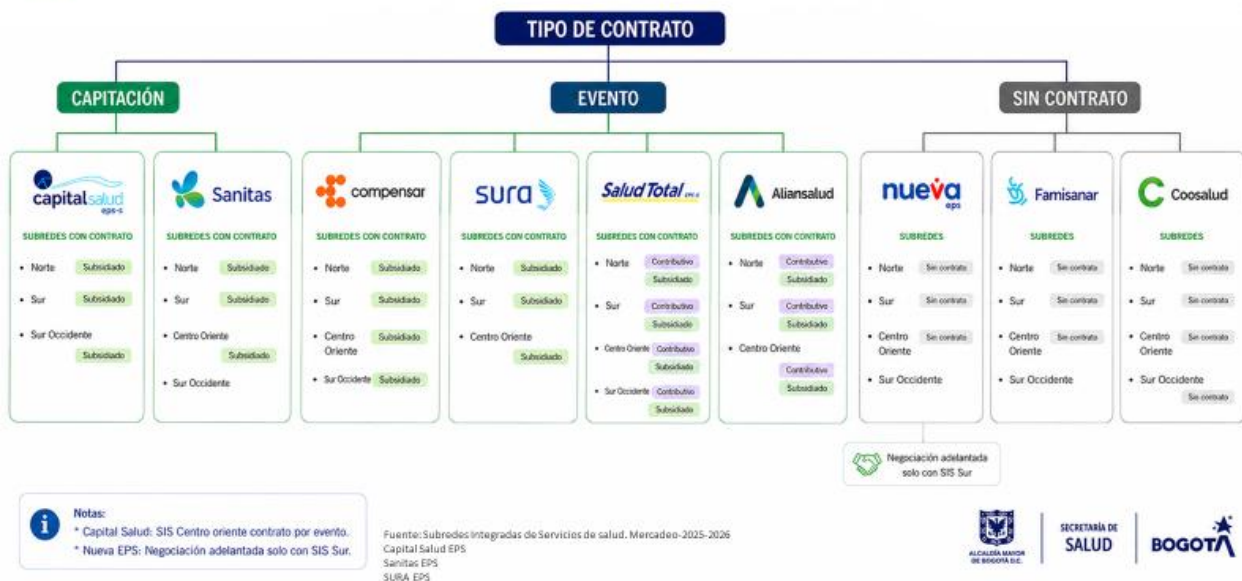 TIPO DE CONTRATO
CAPITACIÓN
EVENTO
SIN CONTRATO
capitalsalud
eps-s
SUBREDES CON CONTRATO
• Norte Subsidiado
• Sur Subsidiado
• Sur Occidente
Subsidiado
Sanitas
SUBREDES CON CONTRATO
• Norte Subsidiado
• Sur Subsidiado
• Centro Oriente
Subsidiado
• Sur Occidente
compensar
SUBREDES CON CONTRATO
• Norte Subsidiado
• Sur Subsidiado
• Centro Subsidiado
Oriente
• Sur Occidente Subsidiado
sura
SUBREDES CON CONTRATO
• Norte Subsidiado
• Sur Subsidiado
• Centro Oriente
Subsidiado
Salud Total EPS-S
SUBREDES CON CONTRATO
• Norte Contributivo
Subsidiado
• Sur Contributivo
Subsidiado
• Centro Oriente Contributivo
Subsidiado
• Sur Occidente Contributivo
Subsidiado
Aliansalud
SUBREDES CON CONTRATO
• Norte Contributivo
Subsidiado
• Sur Contributivo
Subsidiado
• Centro Oriente
Contributivo
Subsidiado
nueva
eps
SUBREDES
• Norte Sin contrato
• Sur Sin contrato
• Centro Sin contrato
Oriente
• Sur Occidente
Famisanar
SUBREDES
• Norte Sin contrato
• Sur Sin contrato
• Centro Sin contrato
Oriente
• Sur Occidente
Coosalud
SUBREDES
• Norte Sin contrato
• Sur Sin contrato
• Centro Sin contrato
Oriente
• Sur Occidente
Sin contrato
Negociación adelantada
solo con SIS Sur
i
Notas:
* Capital Salud: SIS Centro oriente contrato por evento.
* Nueva EPS: Negociación adelantada solo con SIS Sur.
Fuente: Subredes Integradas de Servicios de salud. Mercadeo-2025-2026
Capital Salud EPS
Sanitas EPS
SURA EPS
ALCALDÍA MAYOR
DE BOGOTÁ D.C.
SECRETARÍA DE
SALUD
BOGOTÁ